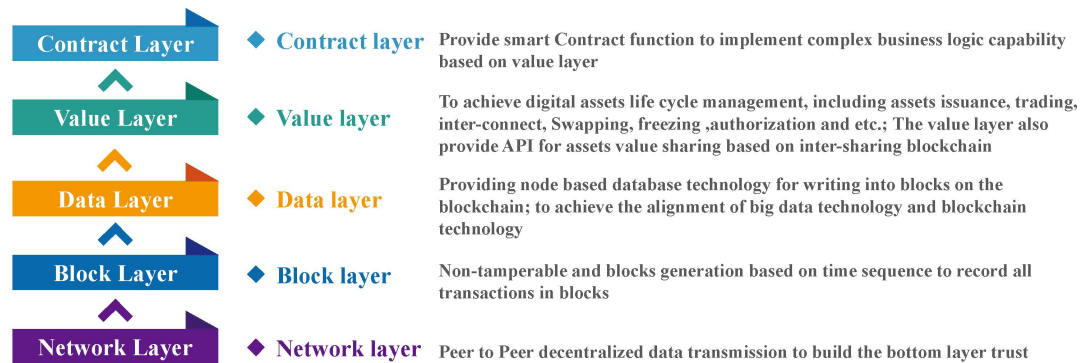 Contract Layer
Contract layer
Provide smart Contract function to implement complex business logic capability
based on value layer
Value Layer
Value layer
To achieve digital assets life cycle management, including assets issuance, trading,
inter-connect, Swapping, freezing ,authorization and etc.; The value layer also
provide API for assets value sharing based on inter-sharing blockchain
Data Layer
Data layer
Providing node based database technology for writing into blocks on the
blockchain; to achieve the alignment of big data technology and blockchain
technology
Block Layer
Block layer
Non-tamperable and blocks generation based on time sequence to record all
transactions in blocks
Network Layer
Network layer
Peer to Peer decentralized data transmission to build the bottom layer trust